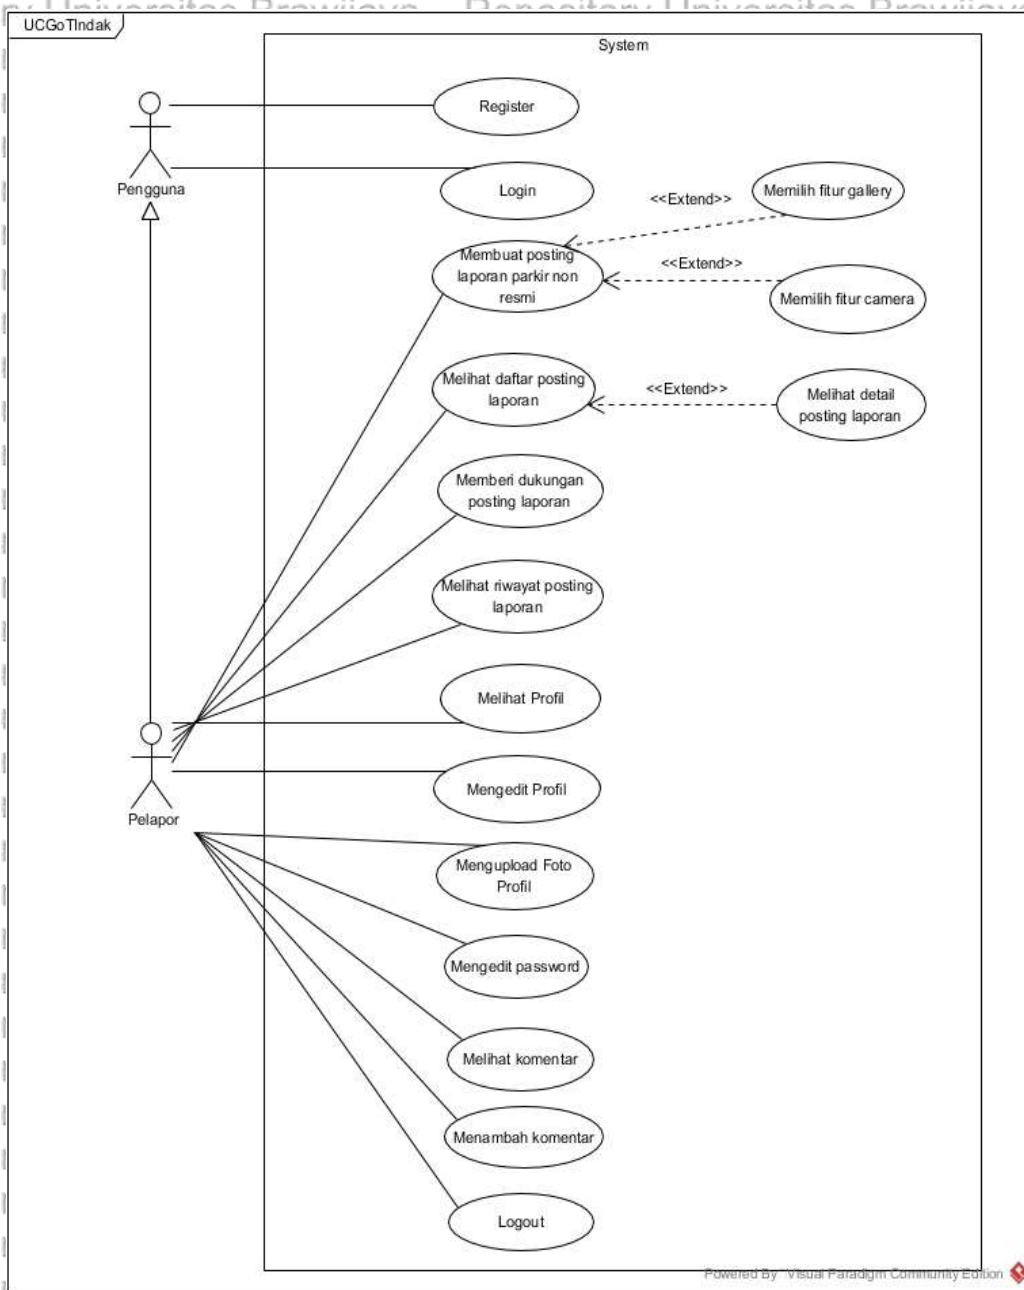 Repository Universitas Brawijaya
UCGoTIndak
System
Register
Pengguna
Login
<<Extend>>
Memilih fitur gallery
Membuat posting
laporan parkir non
resmi
<<Extend>>
Memilih fitur camera
Melihat daftar posting
laporan
<<Extend>>
Melihat detail
posting laporan
Memberi dukungan
posting laporan
Melihat riwayat posting
laporan
Melihat Profil
Mengedit Profil
Pelapor
Mengupload Foto
Profil
Mengedit password
Melihat komentar
Menambah komentar
Logout
Powered By Visual Paradigm Community Edition